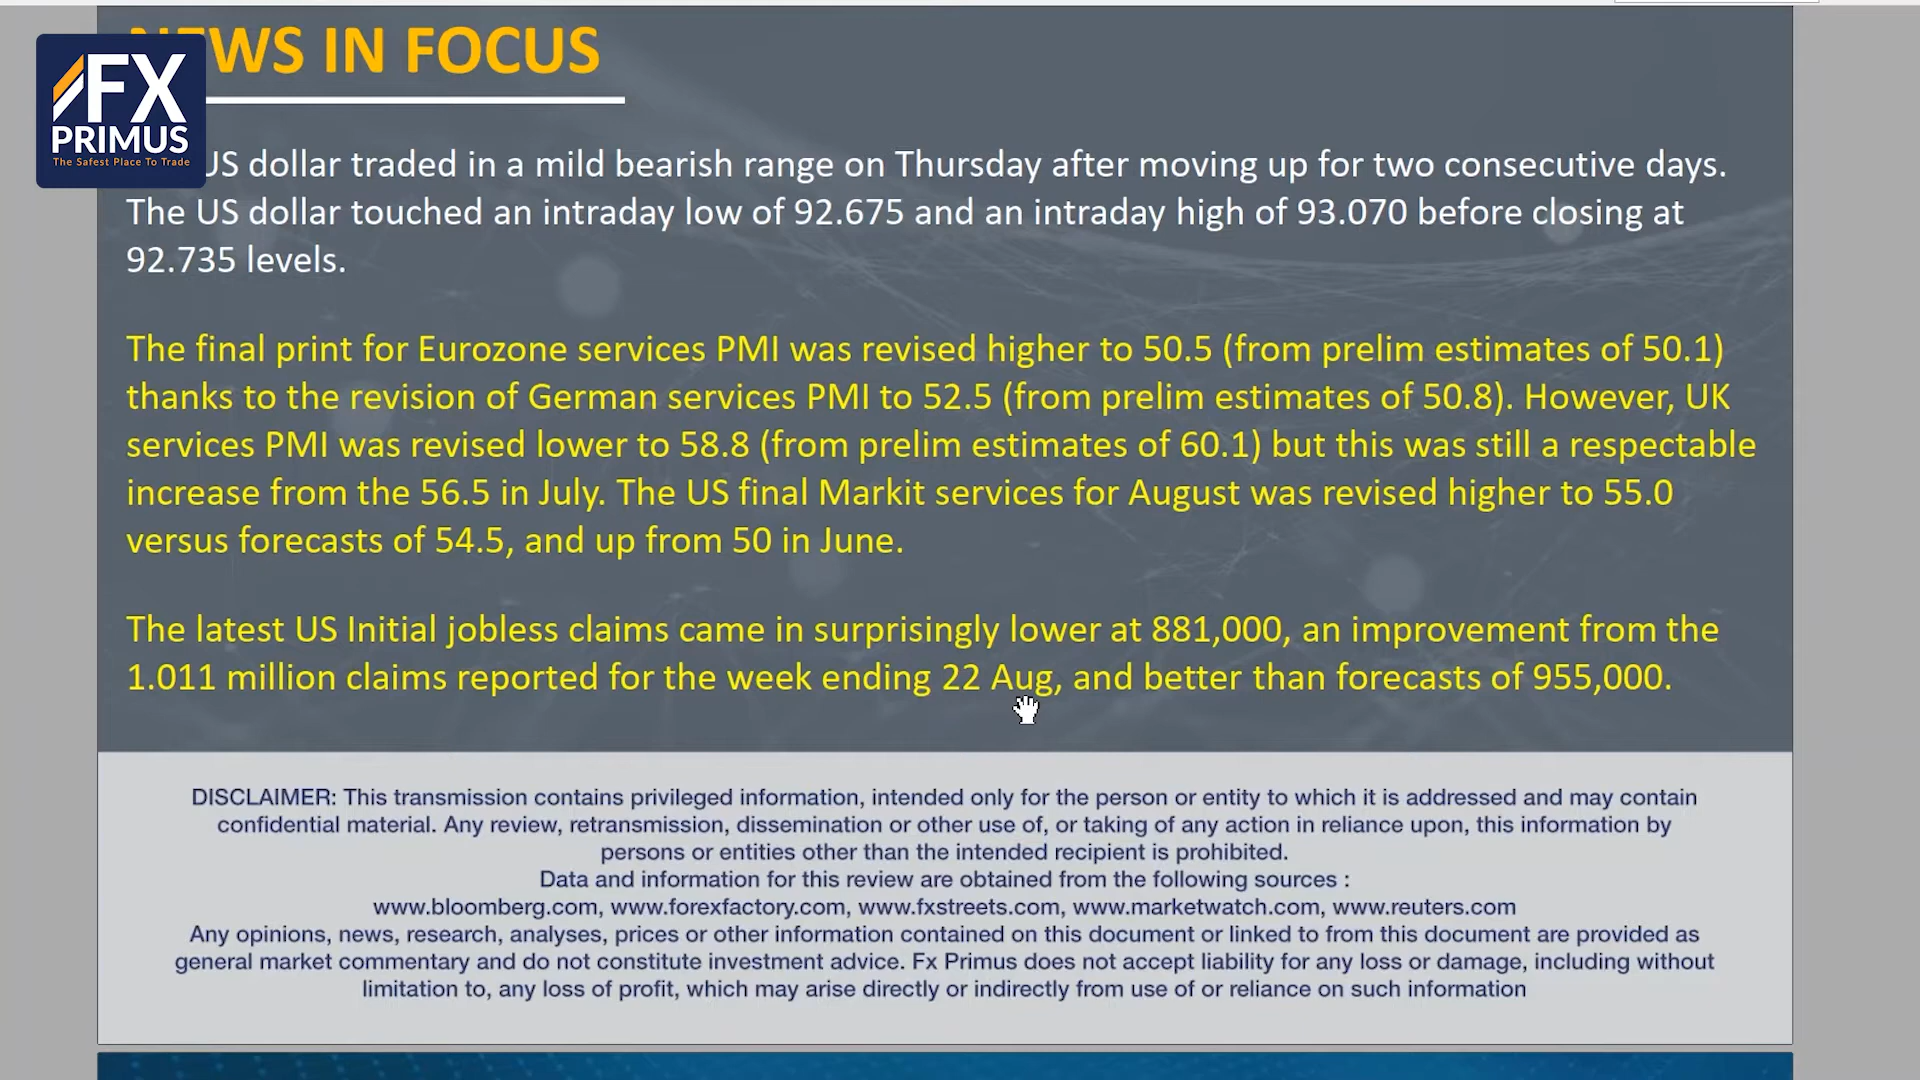 WS IN FOCUS
FX
PRIMUS
The Safest Place To Trade
US dollar traded in a mild bearish range on Thursday after moving up for two consecutive days.
The US dollar touched an intraday low of 92.675 and an intraday high of 93.070 before closing at
92.735 levels.
The final print for Eurozone services PMI was revised higher to 50.5 (from prelim estimates of 50.1)
thanks to the revision of German services PMI to 52.5 (from prelim estimates of 50.8). However, UK
services PMI was revised lower to 58.8 (from prelim estimates of 60.1) but this was still a respectable
increase from the 56.5 in July. The US final Markit services for August was revised higher to 55.0
versus forecasts of 54.5, and up from 50 in June.
The latest US Initial jobless claims came in surprisingly lower at 881,000, an improvement from the
1.011 million claims reported for the week ending 22 Aug, and better than forecasts of 955,000.
DISCLAIMER: This transmission contains privileged information, intended only for the person or entity to which it is addressed and may contain
confidential material. Any review, retransmission, dissemination or other use of, or taking of any action in reliance upon, this information by
persons or entities other than the intended recipient is prohibited.
Data and information for this review are obtained from the following sources :
www.bloomberg.com, www.forexfactory.com, www.fxstreets.com, www.marketwatch.com, www.reuters.com
Any opinions, news, research, analyses, prices or other information contained on this document or linked to from this document are provided as
general market commentary and do not constitute investment advice. Fx Primus does not accept liability for any loss or damage, including without
limitation to, any loss of profit, which may arise directly or indirectly from use of or reliance on such information